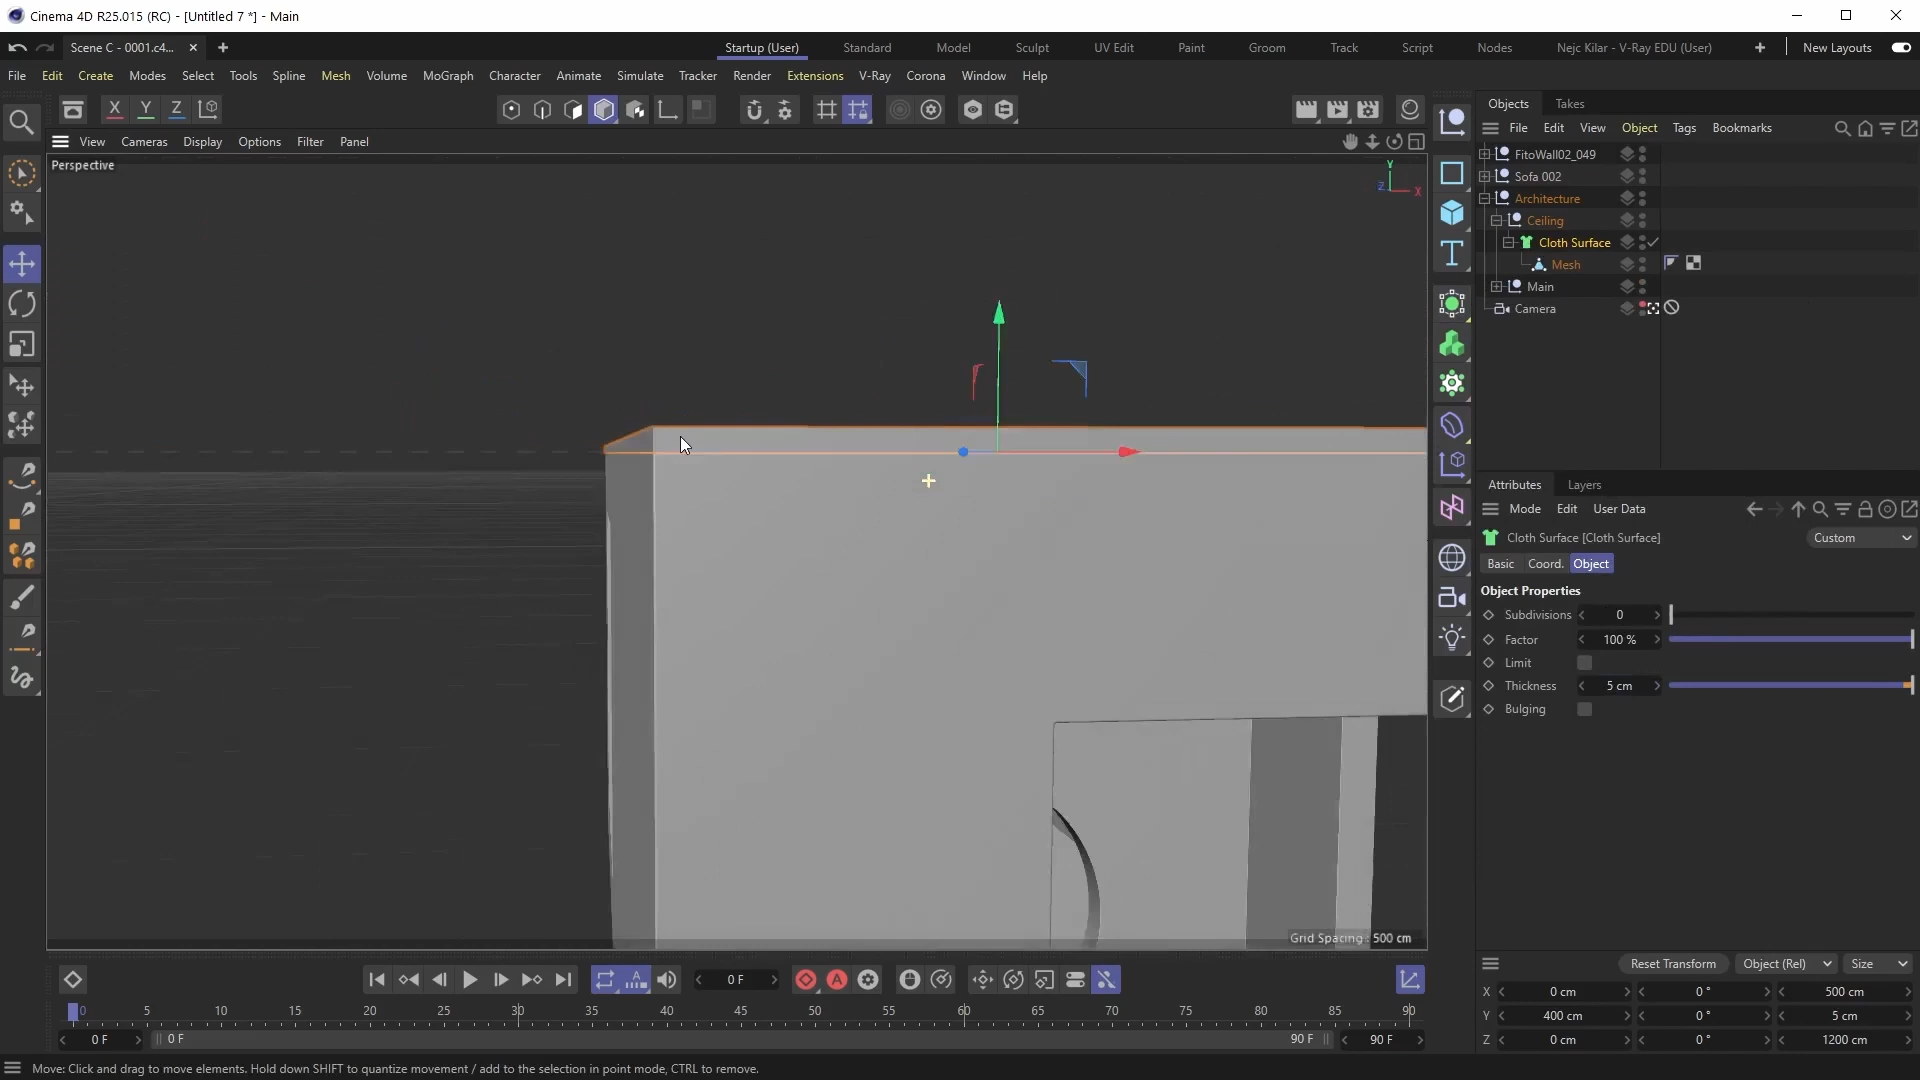 Cinema 4D R25.015 (RC) - [Untitled 7 *] - Main
Scene C - 0001.c4...
Startup (User) Standard Model Sculpt UV Edit Paint Groom Track Script Nodes Nejc Kilar - V-Ray EDU (User) New Layouts
File Edit Create Modes Select Tools Spline Mesh Volume MoGraph Character Animate Simulate Tracker Render Extensions V-Ray Corona Window Help
X Y Z
View Cameras Display Options Filter Panel
Perspective
Y
Z X
Grid Spacing : 500 cm
Objects Takes
File Edit View Object Tags Bookmarks
FitoWall02_049
Sofa 002
Architecture
Ceiling
Cloth Surface
Mesh
Main
Camera
Attributes Layers
Mode Edit User Data
Cloth Surface [Cloth Surface] Custom
Basic Coord. Object
Object Properties
Subdivisions 0
Factor 100 %
Limit
Thickness 5 cm
Bulging
Reset Transform Object (Rel) Size
X 0 cm 0 ° 500 cm
Y 400 cm 0 ° 5 cm
Z 0 cm 0 ° 1200 cm
0 F
0 5 10 15 20 25 30 35 40 45 50 55 60 65 70 75 80 85 90
0 F 0 F 90 F 90 F
Move: Click and drag to move elements. Hold down SHIFT to quantize movement / add to the selection in point mode, CTRL to remove.